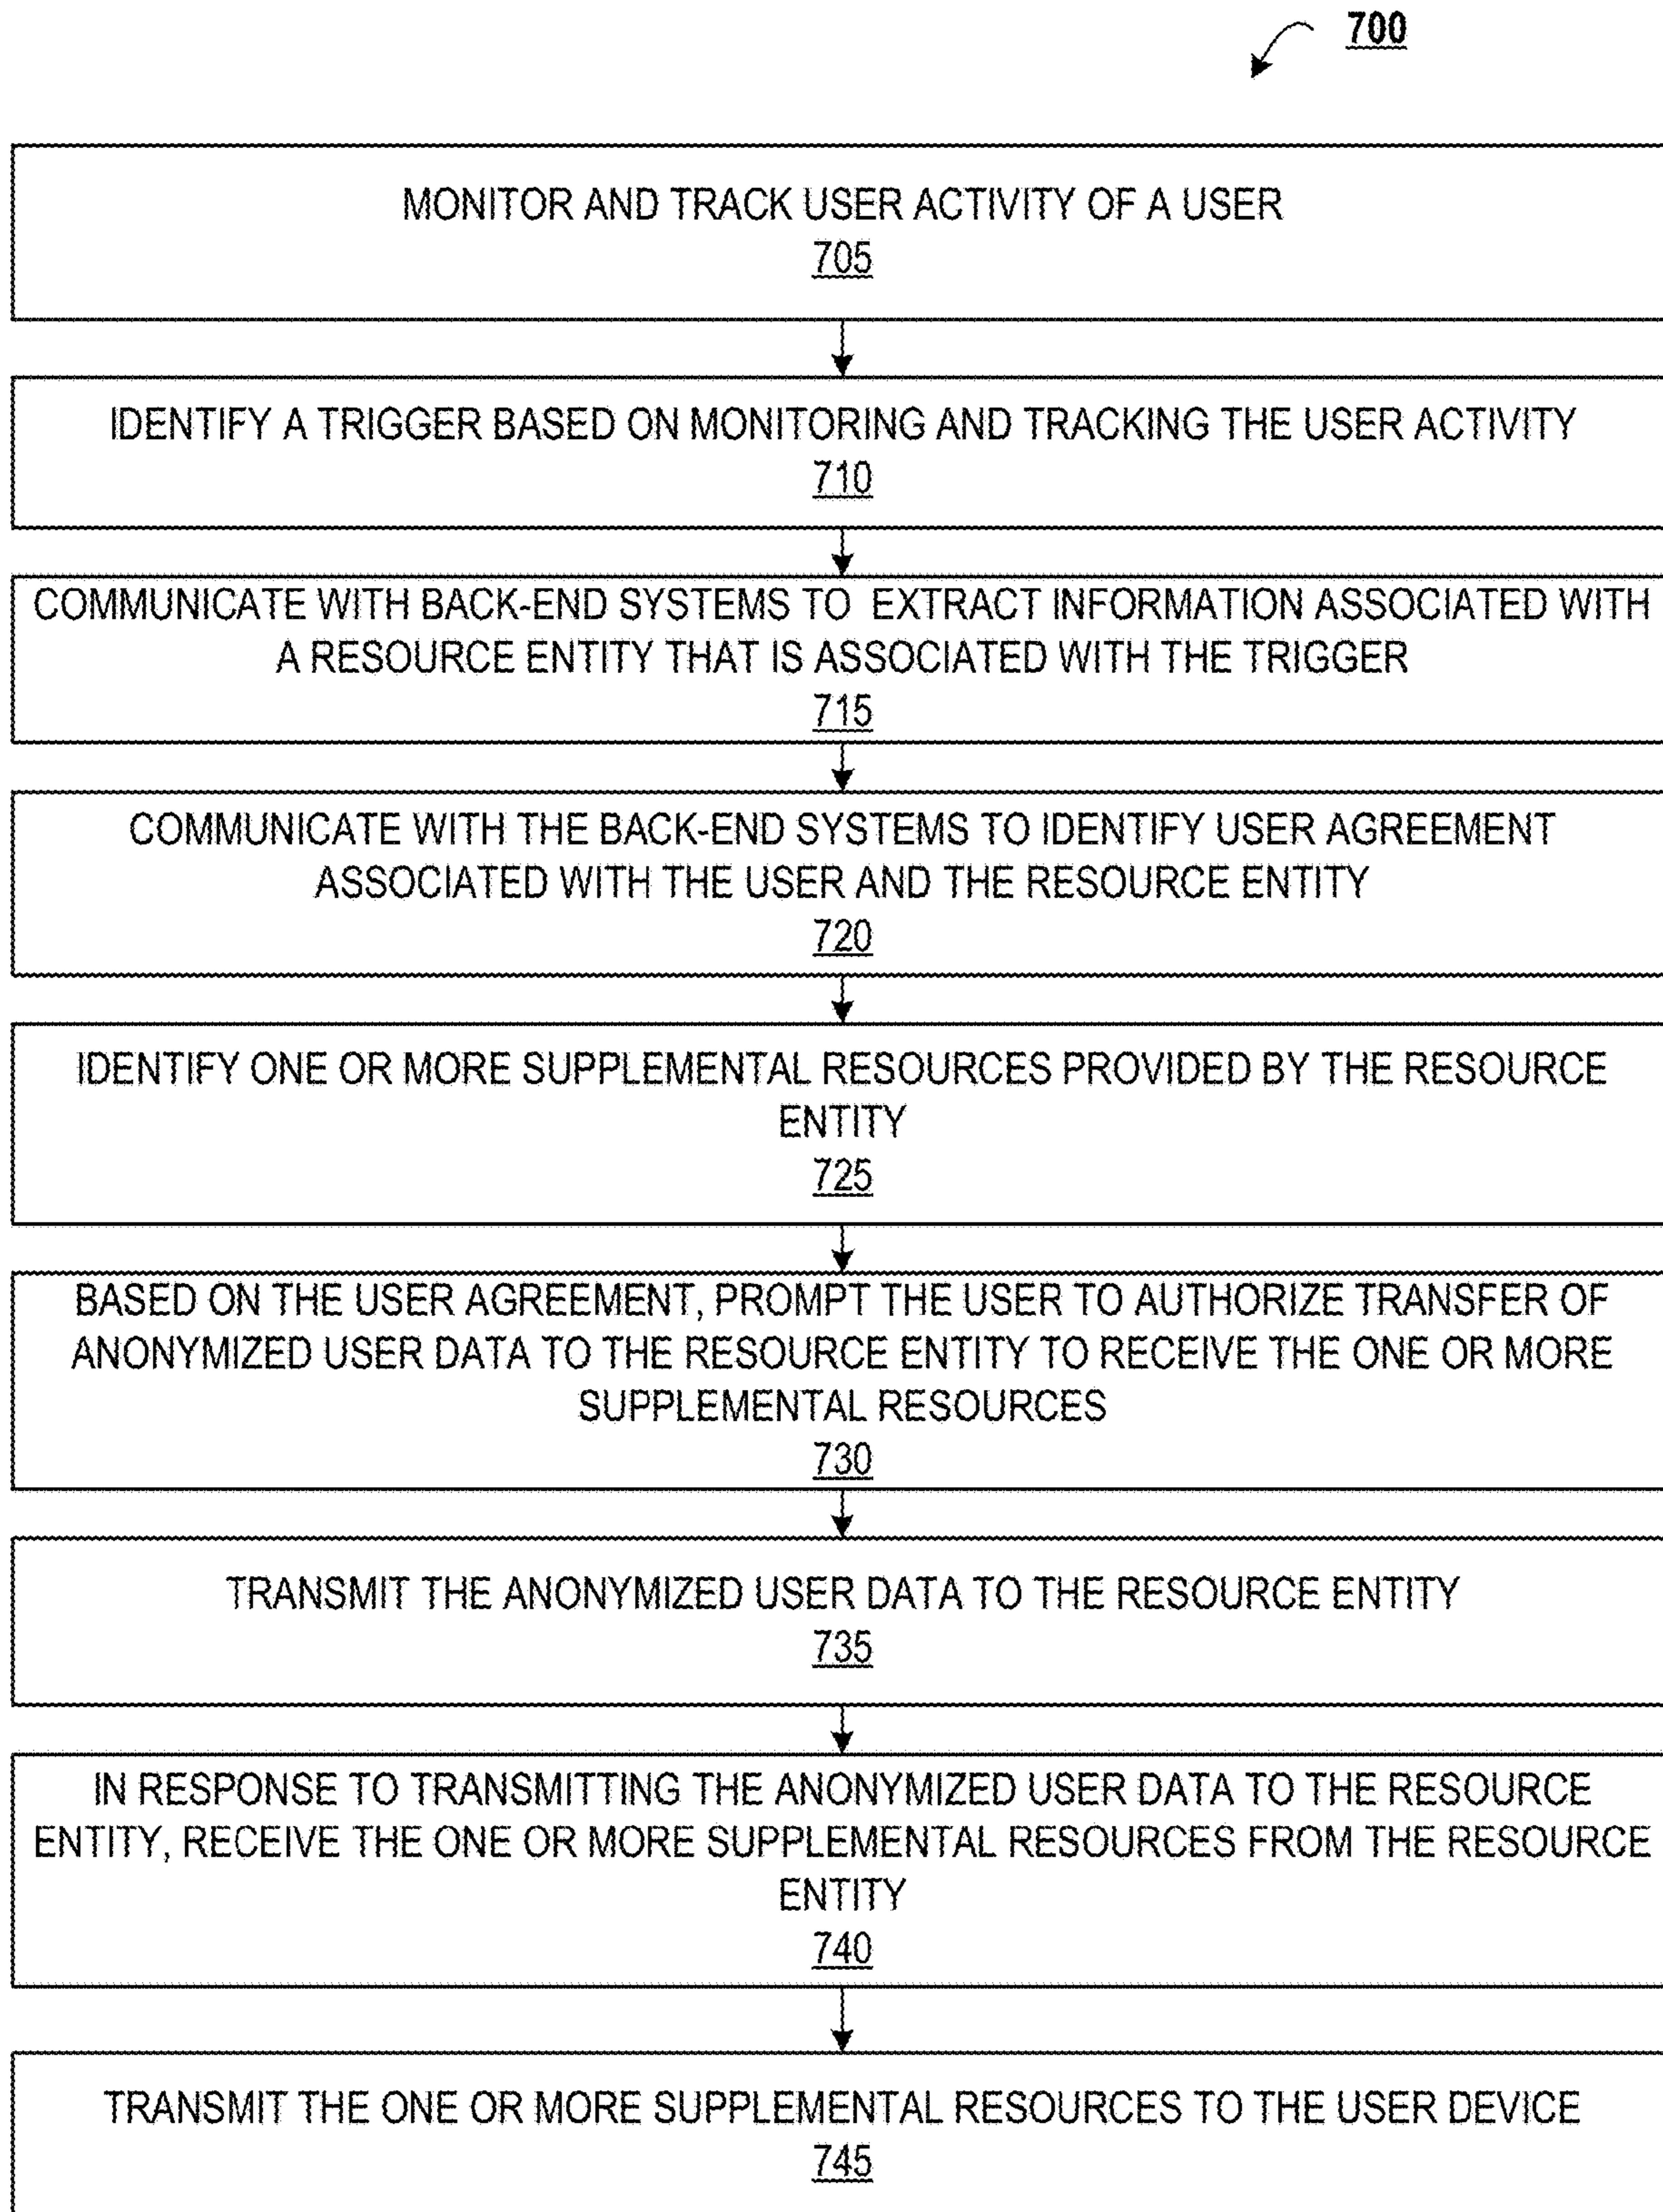 700
MONITOR AND TRACK USER ACTIVITY OF A USER
705
IDENTIFY A TRIGGER BASED ON MONITORING AND TRACKING THE USER ACTIVITY
710
COMMUNICATE WITH BACK-END SYSTEMS TO EXTRACT INFORMATION ASSOCIATED WITH
A RESOURCE ENTITY THAT IS ASSOCIATED WITH THE TRIGGER
715
COMMUNICATE WITH THE BACK-END SYSTEMS TO IDENTIFY USER AGREEMENT
ASSOCIATED WITH THE USER AND THE RESOURCE ENTITY
720
IDENTIFY ONE OR MORE SUPPLEMENTAL RESOURCES PROVIDED BY THE RESOURCE
ENTITY
725
BASED ON THE USER AGREEMENT, PROMPT THE USER TO AUTHORIZE TRANSFER OF
ANONYMIZED USER DATA TO THE RESOURCE ENTITY TO RECEIVE THE ONE OR MORE
SUPPLEMENTAL RESOURCES
730
TRANSMIT THE ANONYMIZED USER DATA TO THE RESOURCE ENTITY
735
IN RESPONSE TO TRANSMITTING THE ANONYMIZED USER DATA TO THE RESOURCE
ENTITY, RECEIVE THE ONE OR MORE SUPPLEMENTAL RESOURCES FROM THE RESOURCE
ENTITY
740
TRANSMIT THE ONE OR MORE SUPPLEMENTAL RESOURCES TO THE USER DEVICE
745